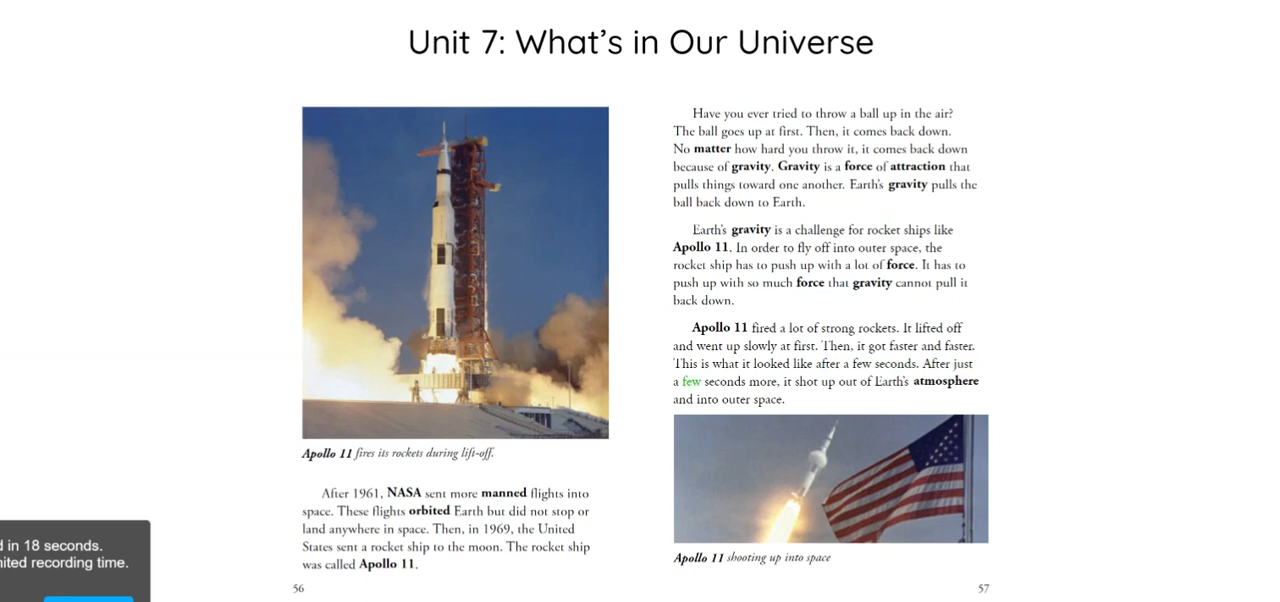 Unit 7: What's in Our Universe
Apollo 11 fires its rockets during lift-off.
After 1961, NASA sent more manned flights into
space. These flights orbited Earth but did not stop or
land anywhere in space. Then, in 1969, the United
States sent a rocket ship to the moon. The rocket ship
was called Apollo 11.
56
Have you ever tried to throw a ball up in the air?
The ball goes up at first. Then, it comes back down.
No matter how hard you throw it, it comes back down
because of gravity. Gravity is a force of attraction that
pulls things toward one another. Earth's gravity pulls the
ball back down to Earth.
Earth's gravity is a challenge for rocket ships like
Apollo 11. In order to fly off into outer space, the
rocket ship has to push up with a lot of force. It has to
push up with so much force that gravity cannot pull it
back down.
Apollo 11 fired a lot of strong rockets. It lifted off
and went up slowly at first. Then, it got faster and faster.
This is what it looked like after a few seconds. After just
a few seconds more, it shot up out of Earth's atmosphere
and into outer space.
Apollo 11 shooting up into space
57
d in 18 seconds.
nited recording time.